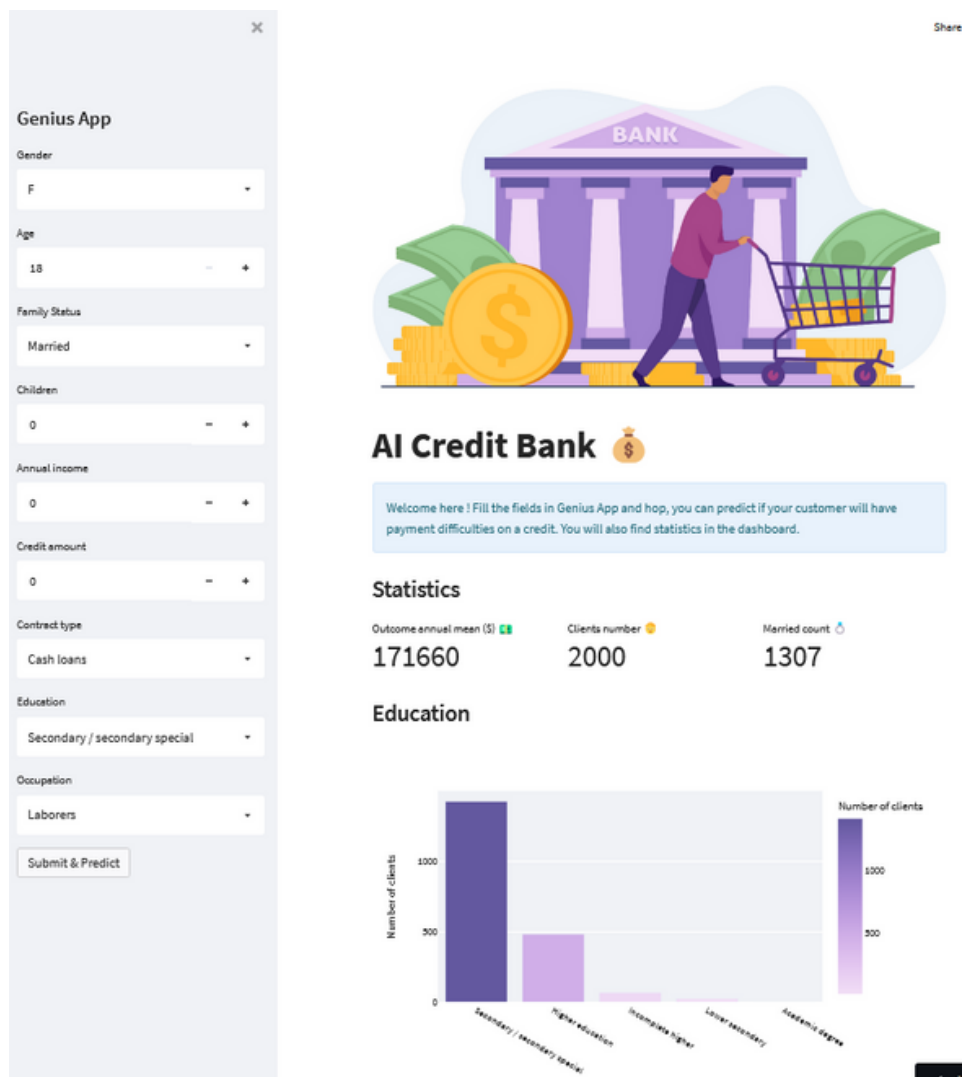 ×
Share
Genius App
Gender
F
Age
18
− +
Family Status
Married
Children
0
− +
Annual income
0
− +
Credit amount
0
− +
Contract type
Cash loans
Education
Secondary / secondary special
Occupation
Laborers
Submit & Predict
BANK
$
AI Credit Bank
Welcome here ! Fill the fields in Genius App and hop, you can predict if your customer will have
payment difficulties on a credit. You will also find statistics in the dashboard.
Statistics
Outcome annual mean ($)
171660
Clients number
2000
Married count
1307
Education
Number of clients
1000
500
0
Secondary / secondary special
Higher education
Incomplete higher
Lower secondary
Academic degree
Number of clients
1000
500